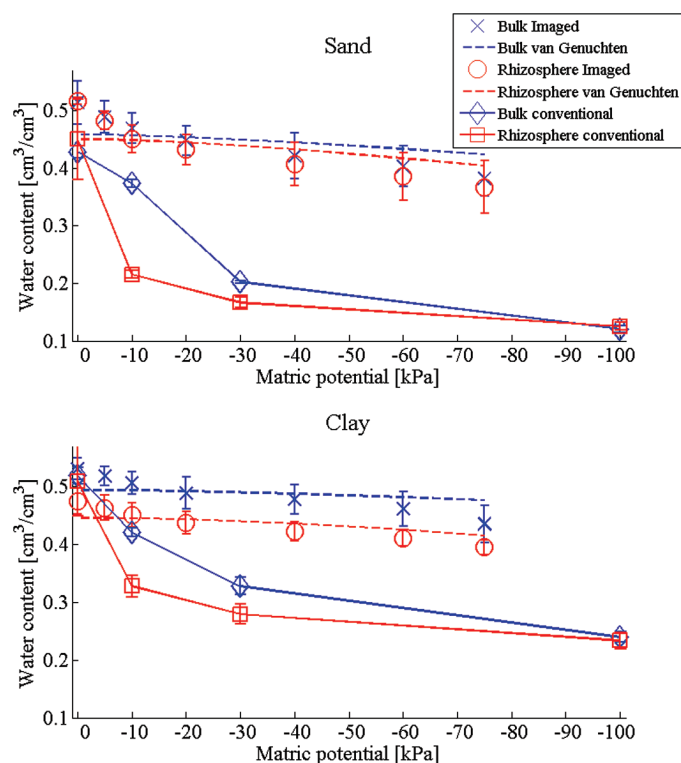 Bulk Imaged
Bulk van Genuchten
Rhizosphere Imaged
Rhizosphere van Genuchten
Bulk conventional
Rhizosphere conventional
Sand
Water content [cm³/cm³]
0.5
0.4
0.3
0.2
0.1
0 -10 -20 -30 -40 -50 -60 -70 -80 -90 -100
Matric potential [kPa]
Clay
Water content [cm³/cm³]
0.5
0.4
0.3
0.2
0.1
0 -10 -20 -30 -40 -50 -60 -70 -80 -90 -100
Matric potential [kPa]